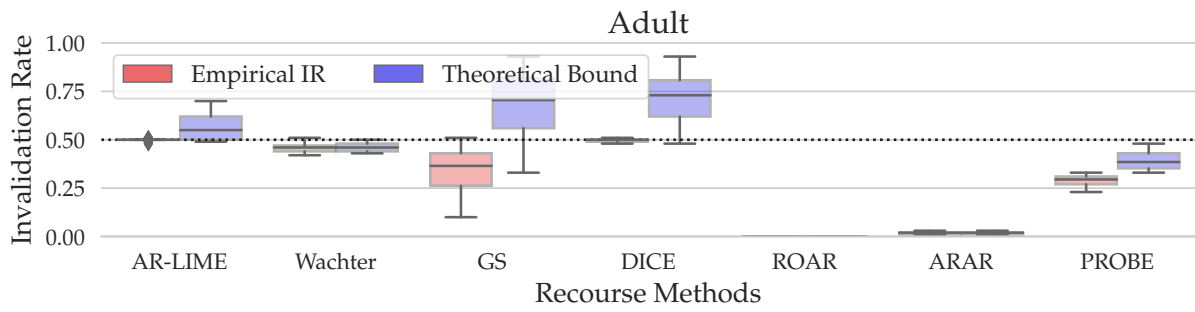 Adult
Invalidation Rate
1.00
0.75
0.50
0.25
0.00
Empirical IR
Theoretical Bound
AR-LIME
Wachter
GS
DICE
ROAR
ARAR
PROBE
Recourse Methods